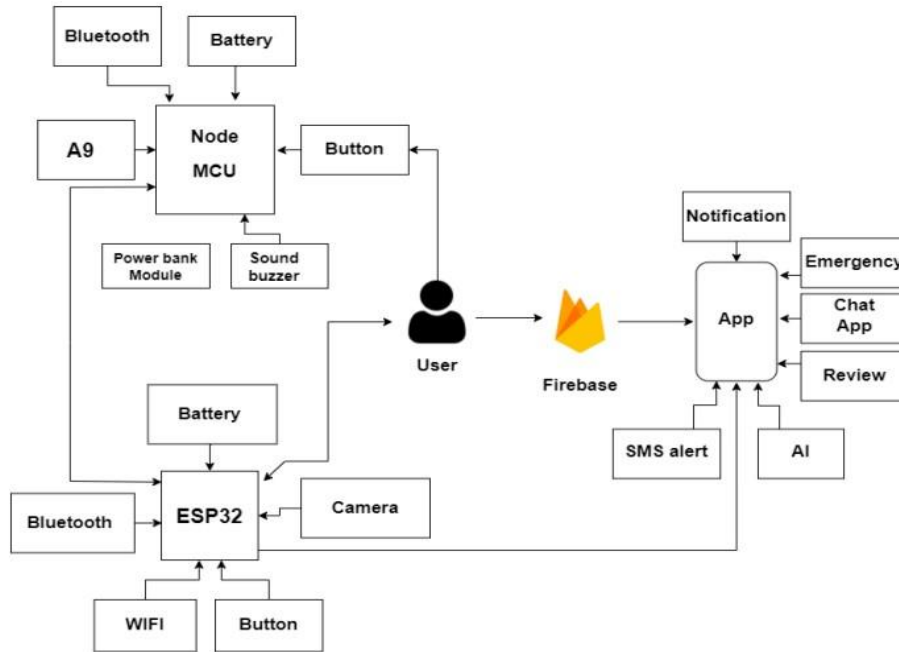 Bluetooth
Battery
A9
Node
MCU
Button
Power bank
Module
Sound
buzzer
Notification
Emergency
Chat
App
App
Review
User
Firebase
SMS alert
AI
Battery
Bluetooth
ESP32
Camera
WIFI
Button